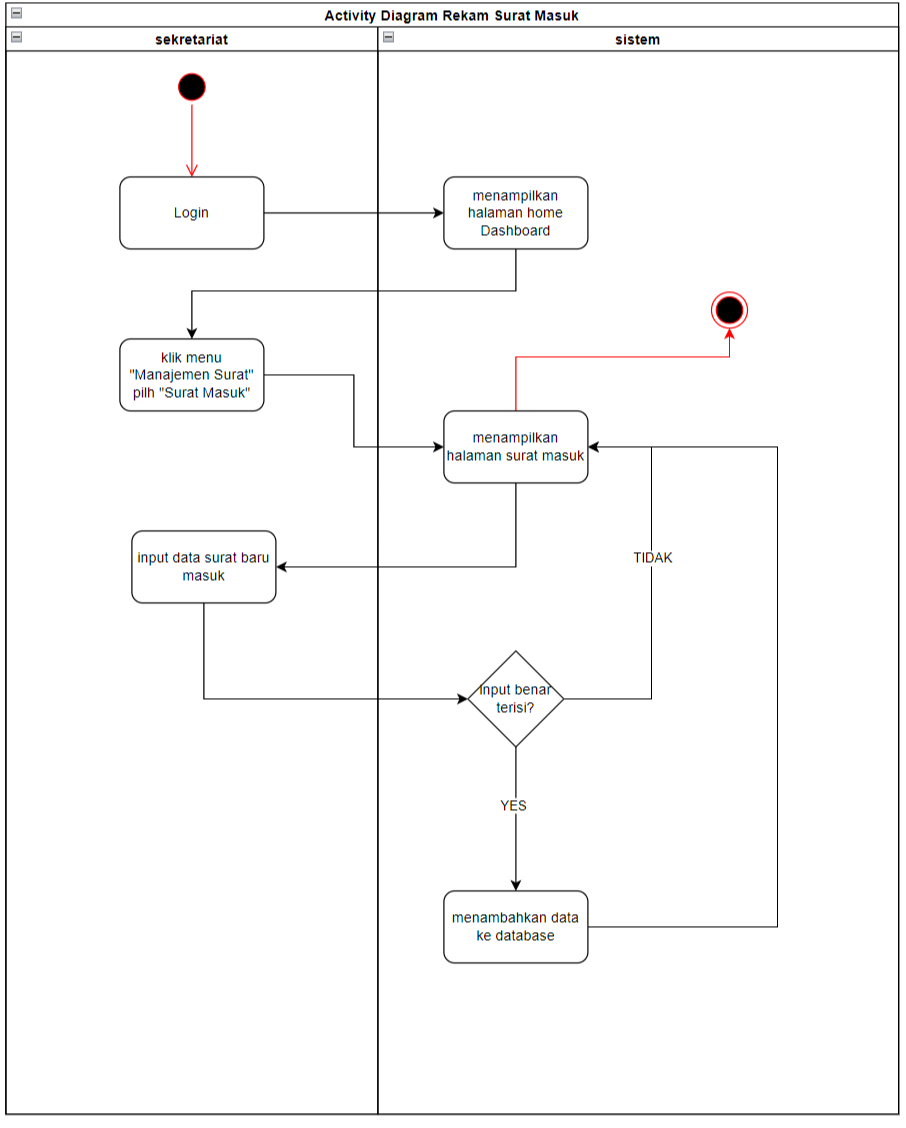 Activity Diagram Rekam Surat Masuk
sekretariat
sistem
Login
menampilkan
halaman home
Dashboard
klik menu
"Manajemen Surat"
pilh "Surat Masuk"
menampilkan
halaman surat masuk
input data surat baru
masuk
TIDAK
input benar
terisi?
YES
menambahkan data
ke database